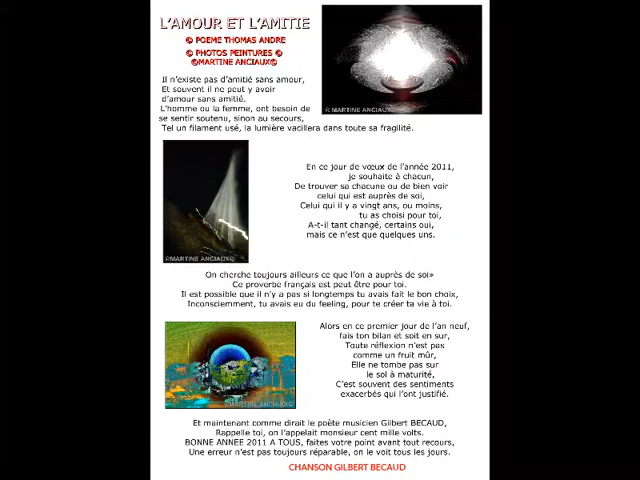 L'AMOUR ET L'AMITIE
© POEME THOMAS ANDRE
© PHOTOS PEINTURES ©
©MARTINE ANCIAUX©
© MARTINE ANCIAUX
Il n'existe pas d'amitié sans amour,
Et souvent il ne peut y avoir
d'amour sans amitié.
L'homme ou la femme, ont besoin de
se sentir soutenu, sinon au secours,
Tel un filament usé, la lumière vacillera dans toute sa fragilité.
En ce jour de vœux de l'année 2011,
je souhaite à chacun,
De trouver sa chacune ou de bien voir
celui qui est auprès de soi,
Celui qui il y a vingt ans, ou moins,
tu as choisi pour toi,
A-t-il tant changé, certains oui,
mais ce n'est que quelques uns.
©MARTINE ANCIAUX©
On cherche toujours ailleurs ce que l'on a auprès de soi»
Ce proverbe français est peut être pour toi.
Il est possible que il n'y a pas si longtemps tu avais fait le bon choix,
Inconsciemment, tu avais eu du feeling, pour te créer ta vie à toi.
Alors en ce premier jour de l'an neuf,
fais ton bilan et soit en sur,
Toute réflexion n'est pas
comme un fruit mûr,
Elle ne tombe pas sur
le sol à maturité,
C'est souvent des sentiments
exacerbés qui l'ont justifié.
©MARTINE ANCIAUX©
Et maintenant comme dirait le poète musicien Gilbert BECAUD,
Rappelle toi, on l'appelait monsieur cent mille volts.
BONNE ANNEE 2011 A TOUS, faites votre point avant tout recours,
Une erreur n'est pas toujours réparable, on le voit tous les jours.
CHANSON GILBERT BECAUD